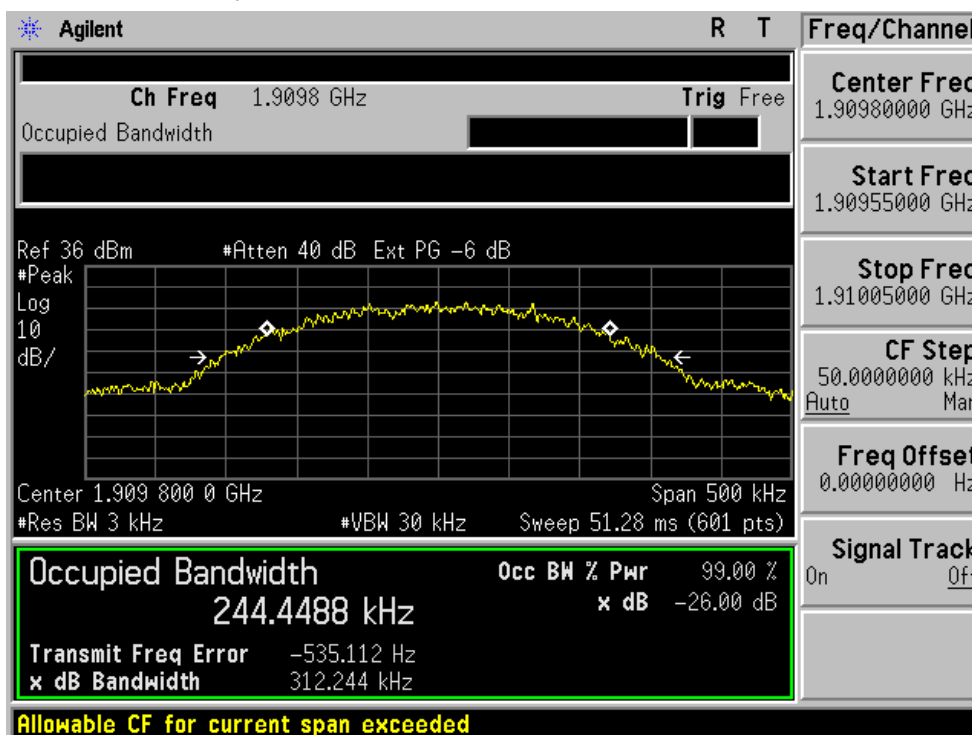 Agilent R T Freq/Channel
Ch Freq 1.9098 GHz Trig Free
Occupied Bandwidth
Center Freq
1.90980000 GHz
Start Freq
1.90955000 GHz
Stop Freq
1.91005000 GHz
CF Step
50.0000000 kHz
Auto Man
Freq Offset
0.00000000 Hz
Signal Track
On Off
Ref 36 dBm #Atten 40 dB Ext PG -6 dB
#Peak
Log
10
dB/
Center 1.909 800 0 GHz Span 500 kHz
#Res BW 3 kHz #VBW 30 kHz Sweep 51.28 ms (601 pts)
Occupied Bandwidth Occ BW % Pwr 99.00 %
244.4488 kHz x dB -26.00 dB
Transmit Freq Error -535.112 Hz
x dB Bandwidth 312.244 kHz
Allowable CF for current span exceeded